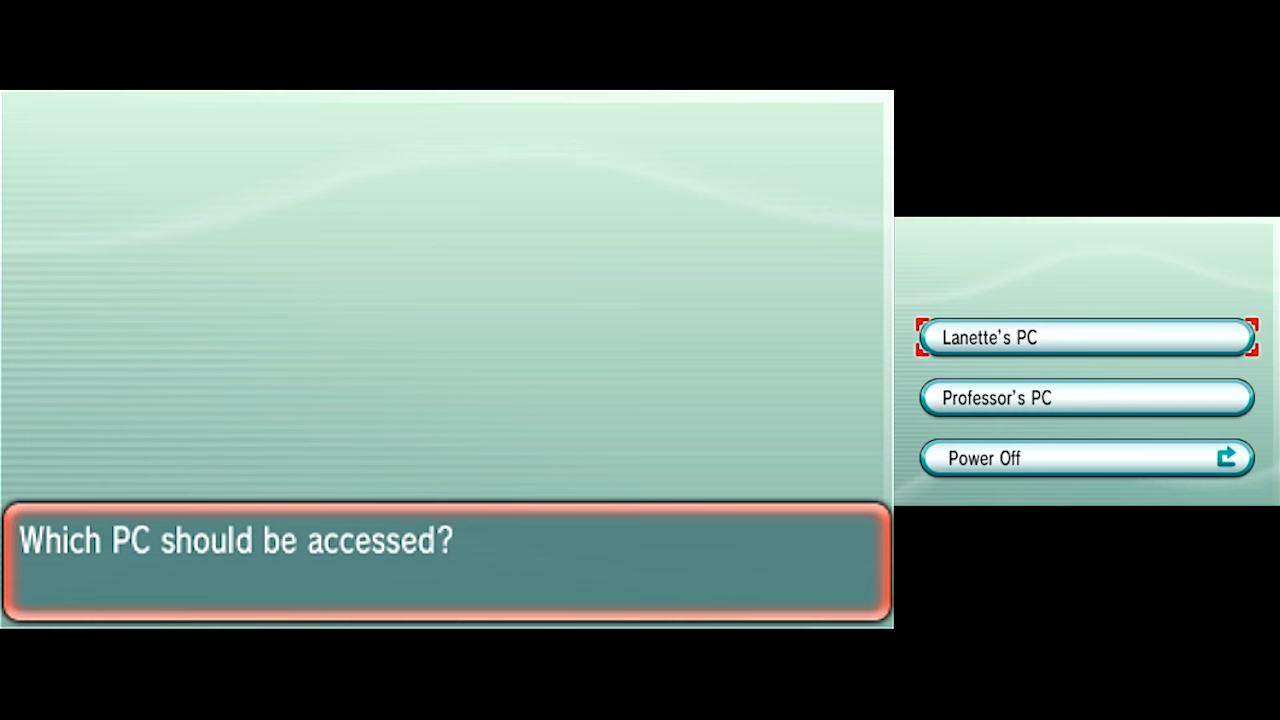 Which PC should be accessed?
Lanette's PC
Professor's PC
Power Off